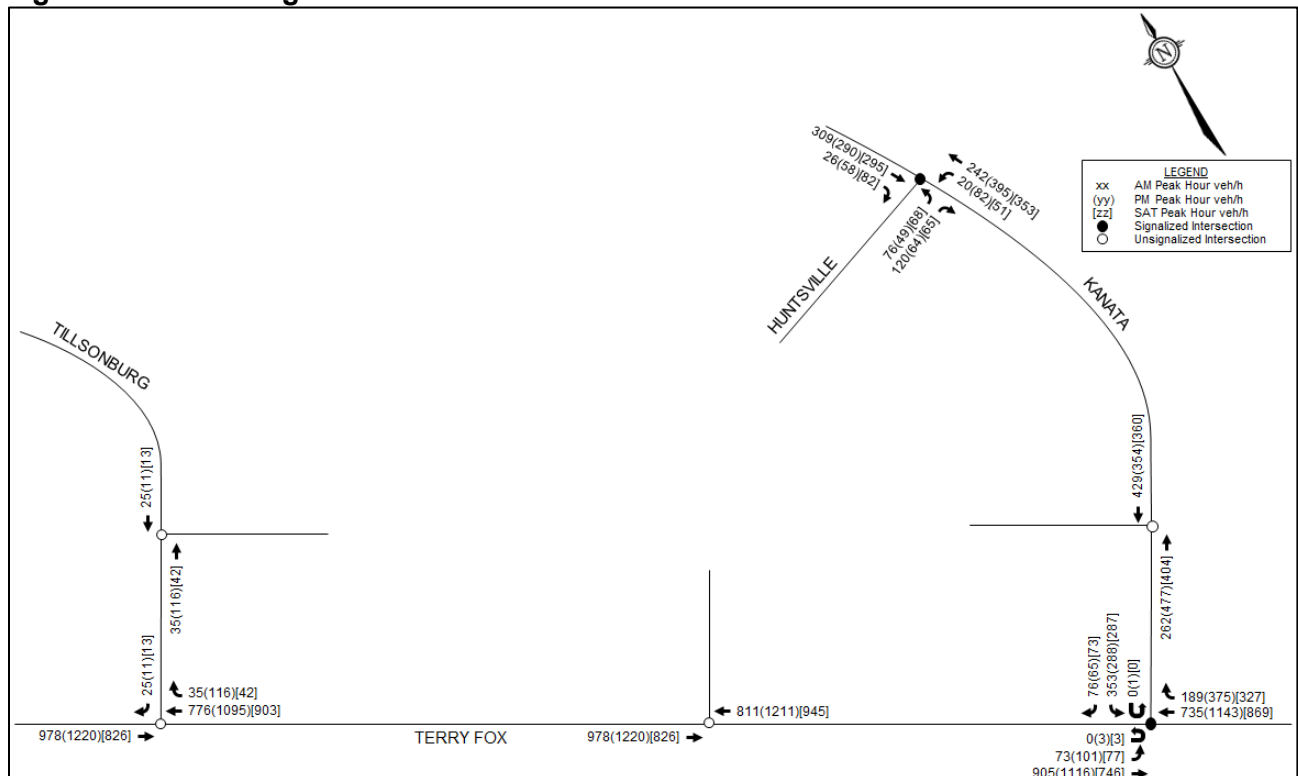 N
309(290)[295]
26(58)[82]
242(395)[353]
20(82)[51]
76(49)[68]
120(64)[65]
LEGEND
xx AM Peak Hour veh/h
(yy) PM Peak Hour veh/h
[zz] SAT Peak Hour veh/h
Signalized Intersection
Unsignalized Intersection
HUNTSVILLE
KANATA
TILLSONBURG
25(11)[13]
35(116)[42]
25(11)[13]
35(116)[42]
776(1095)[903]
978(1220)[826]
TERRY FOX
978(1220)[826]
811(1211)[945]
429(354)[360]
262(477)[404]
76(65)[73]
353(288)[287]
0(1)[0]
189(375)[327]
735(1143)[869]
0(3)[3]
73(101)[77]
905(1116)[746]